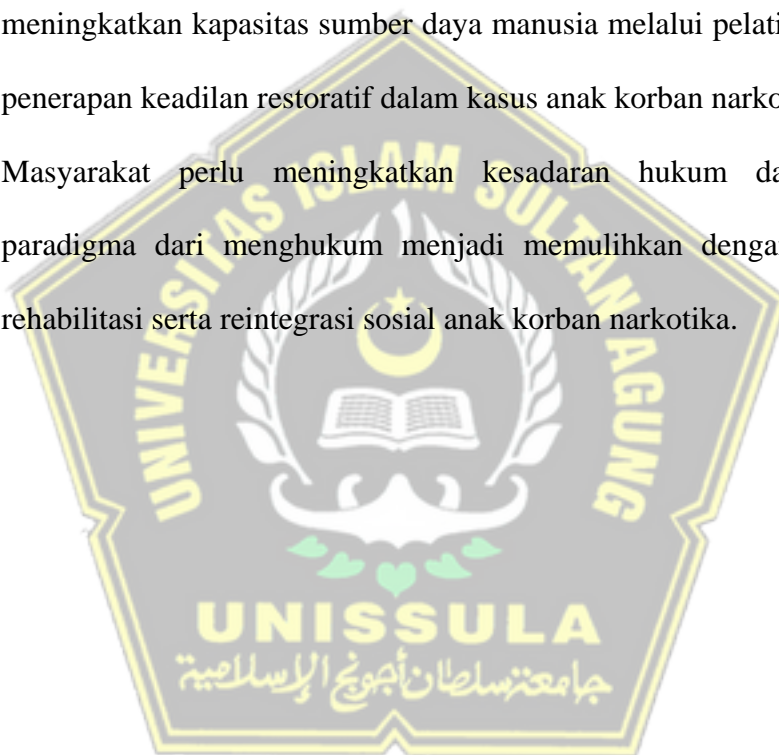 meningkatkan kapasitas sumber daya manusia melalui pelati
penerapan keadilan restoratif dalam kasus anak korban narko
Masyarakat perlu meningkatkan kesadaran hukum da
paradigma dari menghukum menjadi memulihkan dengan
rehabilitasi serta reintegrasi sosial anak korban narkotika.
UNIVERSITAS ISLAM SULTAN AGUNG
UNISSULA
جامعة سلطان أجونج الإسلامية